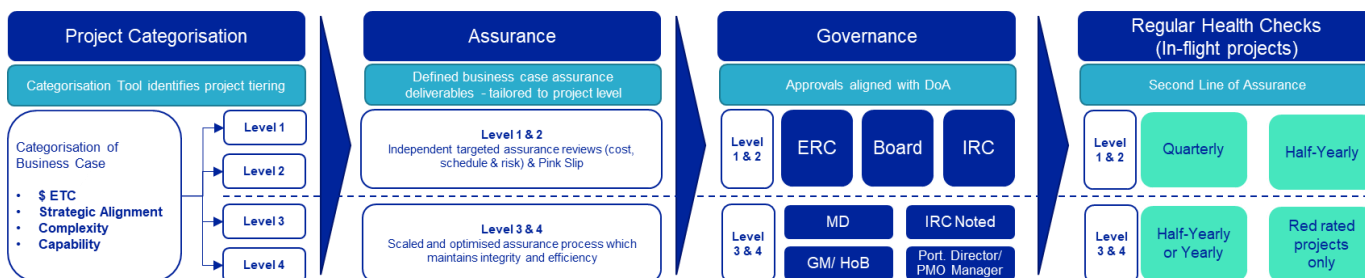 Project Categorisation
Categorisation Tool identifies project tiering
Categorisation of
Business Case
• $ ETC
• Strategic Alignment
• Complexity
• Capability
Level 1
Level 2
Level 3
Level 4
Assurance
Defined business case assurance
deliverables - tailored to project level
Level 1 & 2
Independent targeted assurance reviews (cost,
schedule & risk) & Pink Slip
Level 3 & 4
Scaled and optimised assurance process which
maintains integrity and efficiency
Governance
Approvals aligned with DoA
Level
1 & 2
ERC
Board
IRC
Level
3 & 4
MD
IRC Noted
GM/ HoB
Port. Director/
PMO Manager
Regular Health Checks
(In-flight projects)
Second Line of Assurance
Level
1 & 2
Quarterly
Half-Yearly
Level
3 & 4
Half-Yearly
or Yearly
Red rated
projects
only